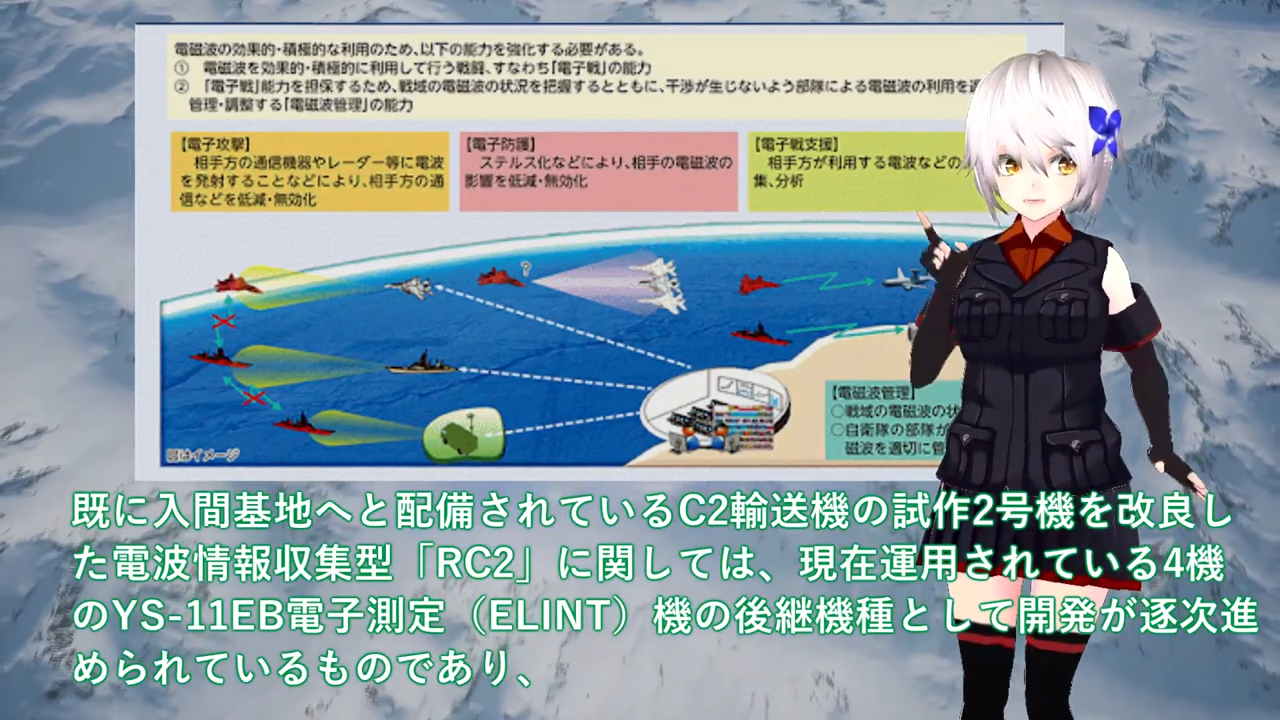 電磁波の効果的・積極的な利用のため、以下の能力を強化する必要がある。
① 電磁波を効果的・積極的に利用して行う戦闘、すなわち「電子戦」の能力
② 「電子戦」能力を担保するため、戦域の電磁波の状況を把握するとともに、干渉が生じないよう部隊による電磁波の利用を適
管理・調整する「電磁波管理」の能力
【電子攻撃】
相手方の通信機器やレーダー等に電波
を発射することなどにより、相手方の通
信などを低減・無効化
【電子防護】
ステルス化などにより、相手の電磁波の
影響を低減・無効化
【電子戦支援】
相手方が利用する電波などの
集、分析
?
【電磁波管理】
○戦域の電磁波の状
○自衛隊の部隊が
磁波を適切に管
図はイメージ
既に入間基地へと配備されているC2輸送機の試作2号機を改良し
た電波情報収集型「RC2」に関しては、現在運用されている4機
のYS-11EB電子測定（ELINT）機の後継機種として開発が逐次進
められているものであり、